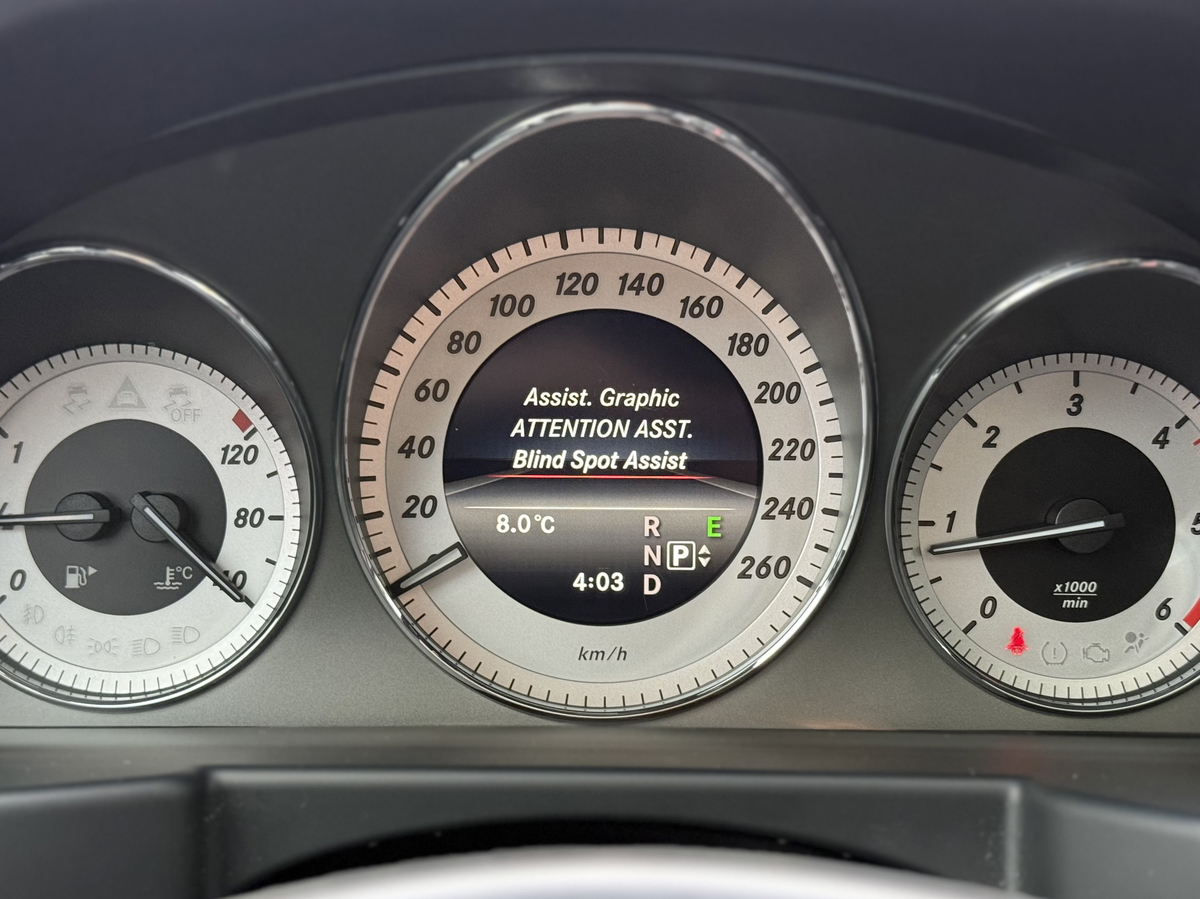 OFF
120
1
80
40
0
°C
120
140
100
160
80
180
60
200
40
220
20
240
260
Assist. Graphic
ATTENTION ASST.
Blind Spot Assist
8.0°C
R
E
N
P
4:03
D
km/h
3
2
4
1
5
0
6
x1000
min